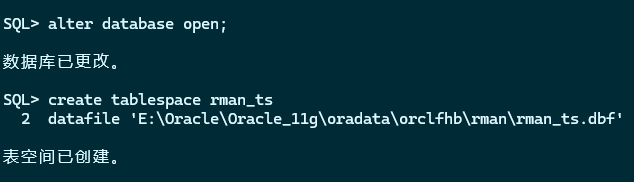 SQL> alter database open;
数据库已更改。
SQL> create tablespace rman_ts
2 datafile 'E:\Oracle\Oracle_11g\oradata\orclfhb\rman\rman_ts.dbf'
表空间已创建。